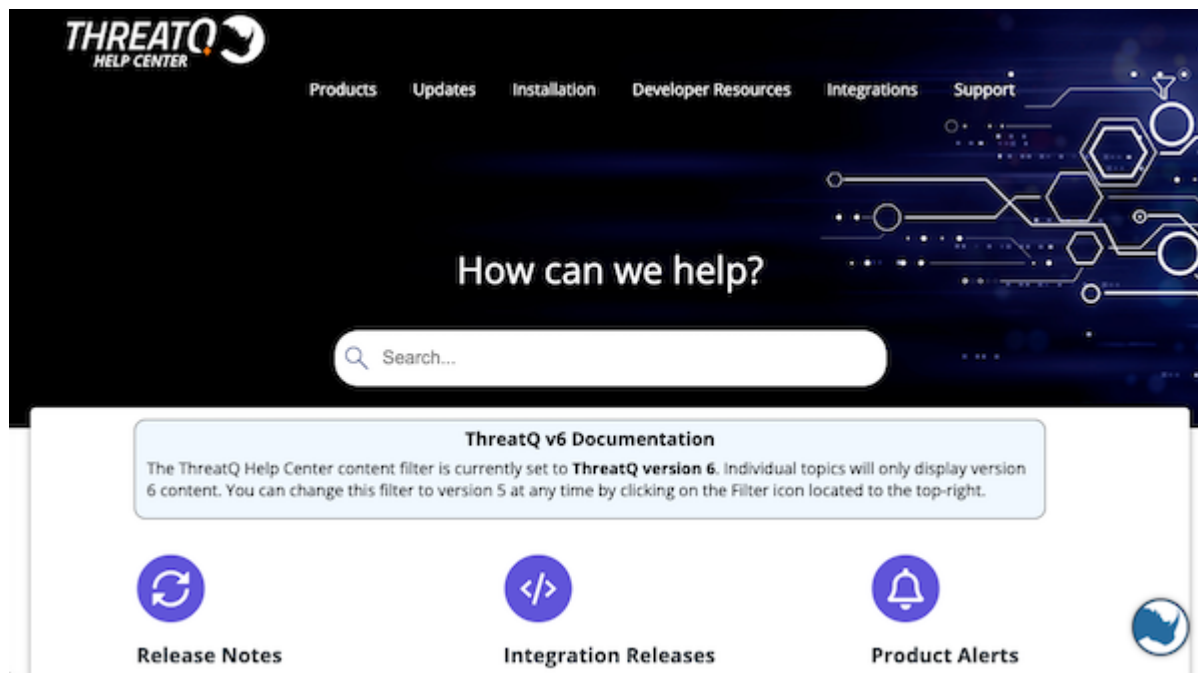 THREATQ
HELP CENTER
Products Updates Installation Developer Resources Integrations Support
How can we help?
Search...
ThreatQ v6 Documentation
The ThreatQ Help Center content filter is currently set to ThreatQ version 6. Individual topics will only display version
6 content. You can change this filter to version 5 at any time by clicking on the Filter icon located to the top-right.
</>
Release Notes Integration Releases Product Alerts